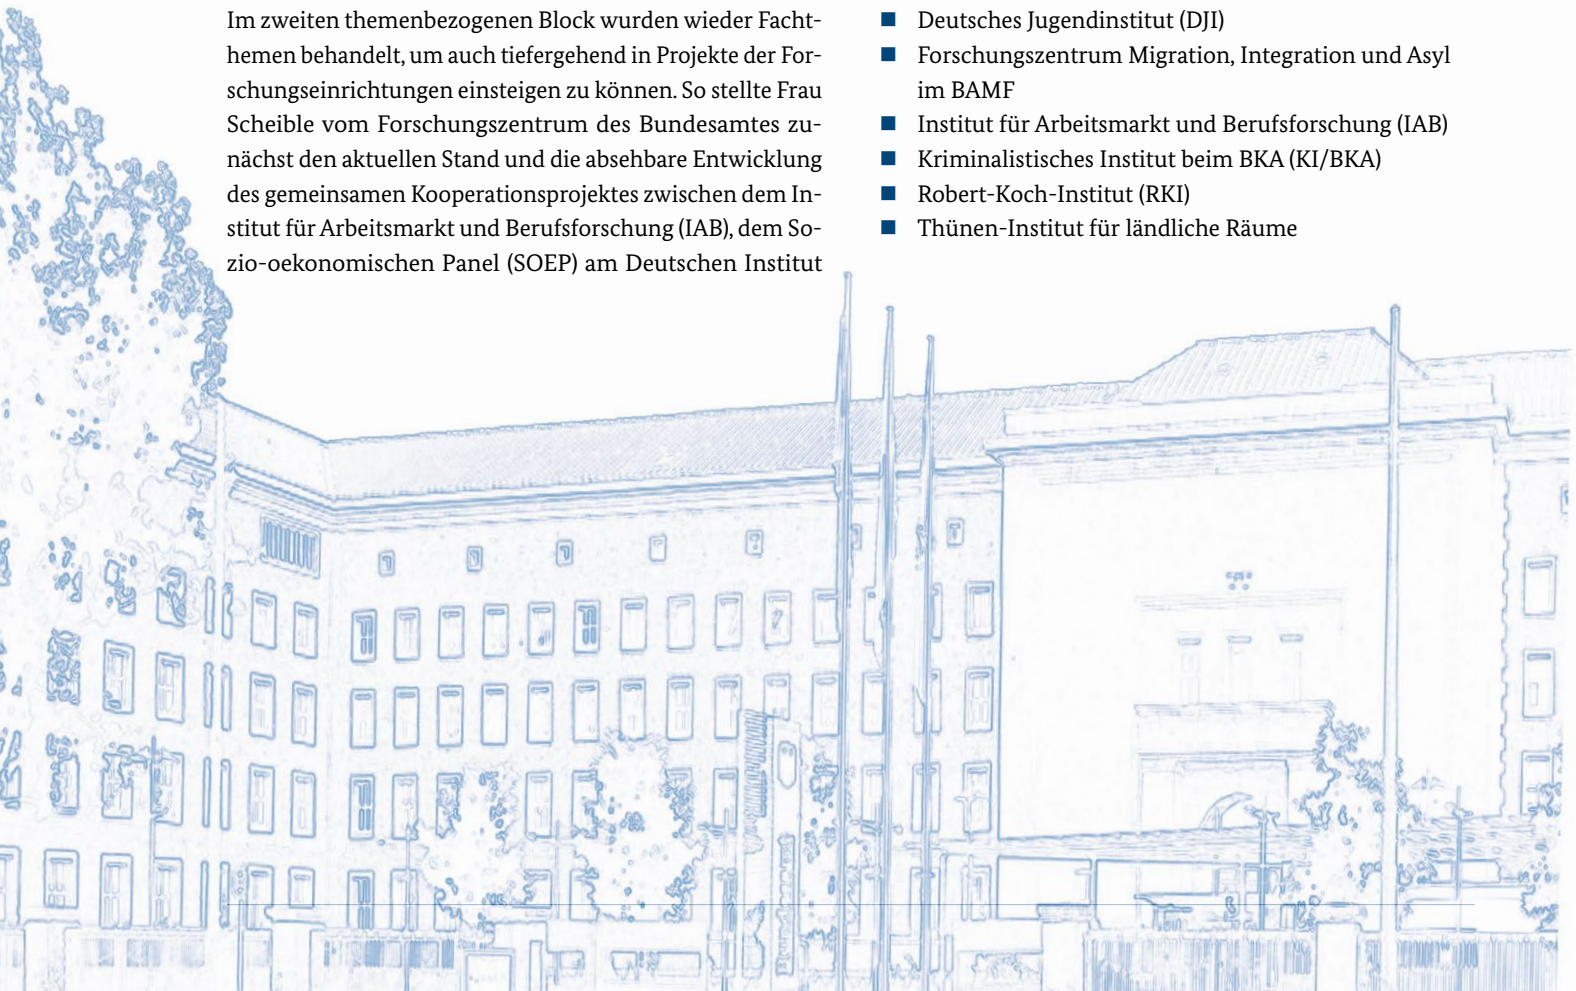 Im zweiten themenbezogenen Block wurden wieder Facht-
hemen behandelt, um auch tiefergehend in Projekte der For-
schungseinrichtungen einsteigen zu können. So stellte Frau
Scheible vom Forschungszentrum des Bundesamtes zu-
nächst den aktuellen Stand und die absehbare Entwicklung
des gemeinsamen Kooperationsprojektes zwischen dem In-
stitut für Arbeitsmarkt und Berufsforschung (IAB), dem So-
zio-oekonomischen Panel (SOEP) am Deutschen Institut
■ Deutsches Jugendinstitut (DJI)
■ Forschungszentrum Migration, Integration und Asyl
im BAMF
■ Institut für Arbeitsmarkt und Berufsforschung (IAB)
■ Kriminalistisches Institut beim BKA (KI/BKA)
■ Robert-Koch-Institut (RKI)
■ Thünen-Institut für ländliche Räume